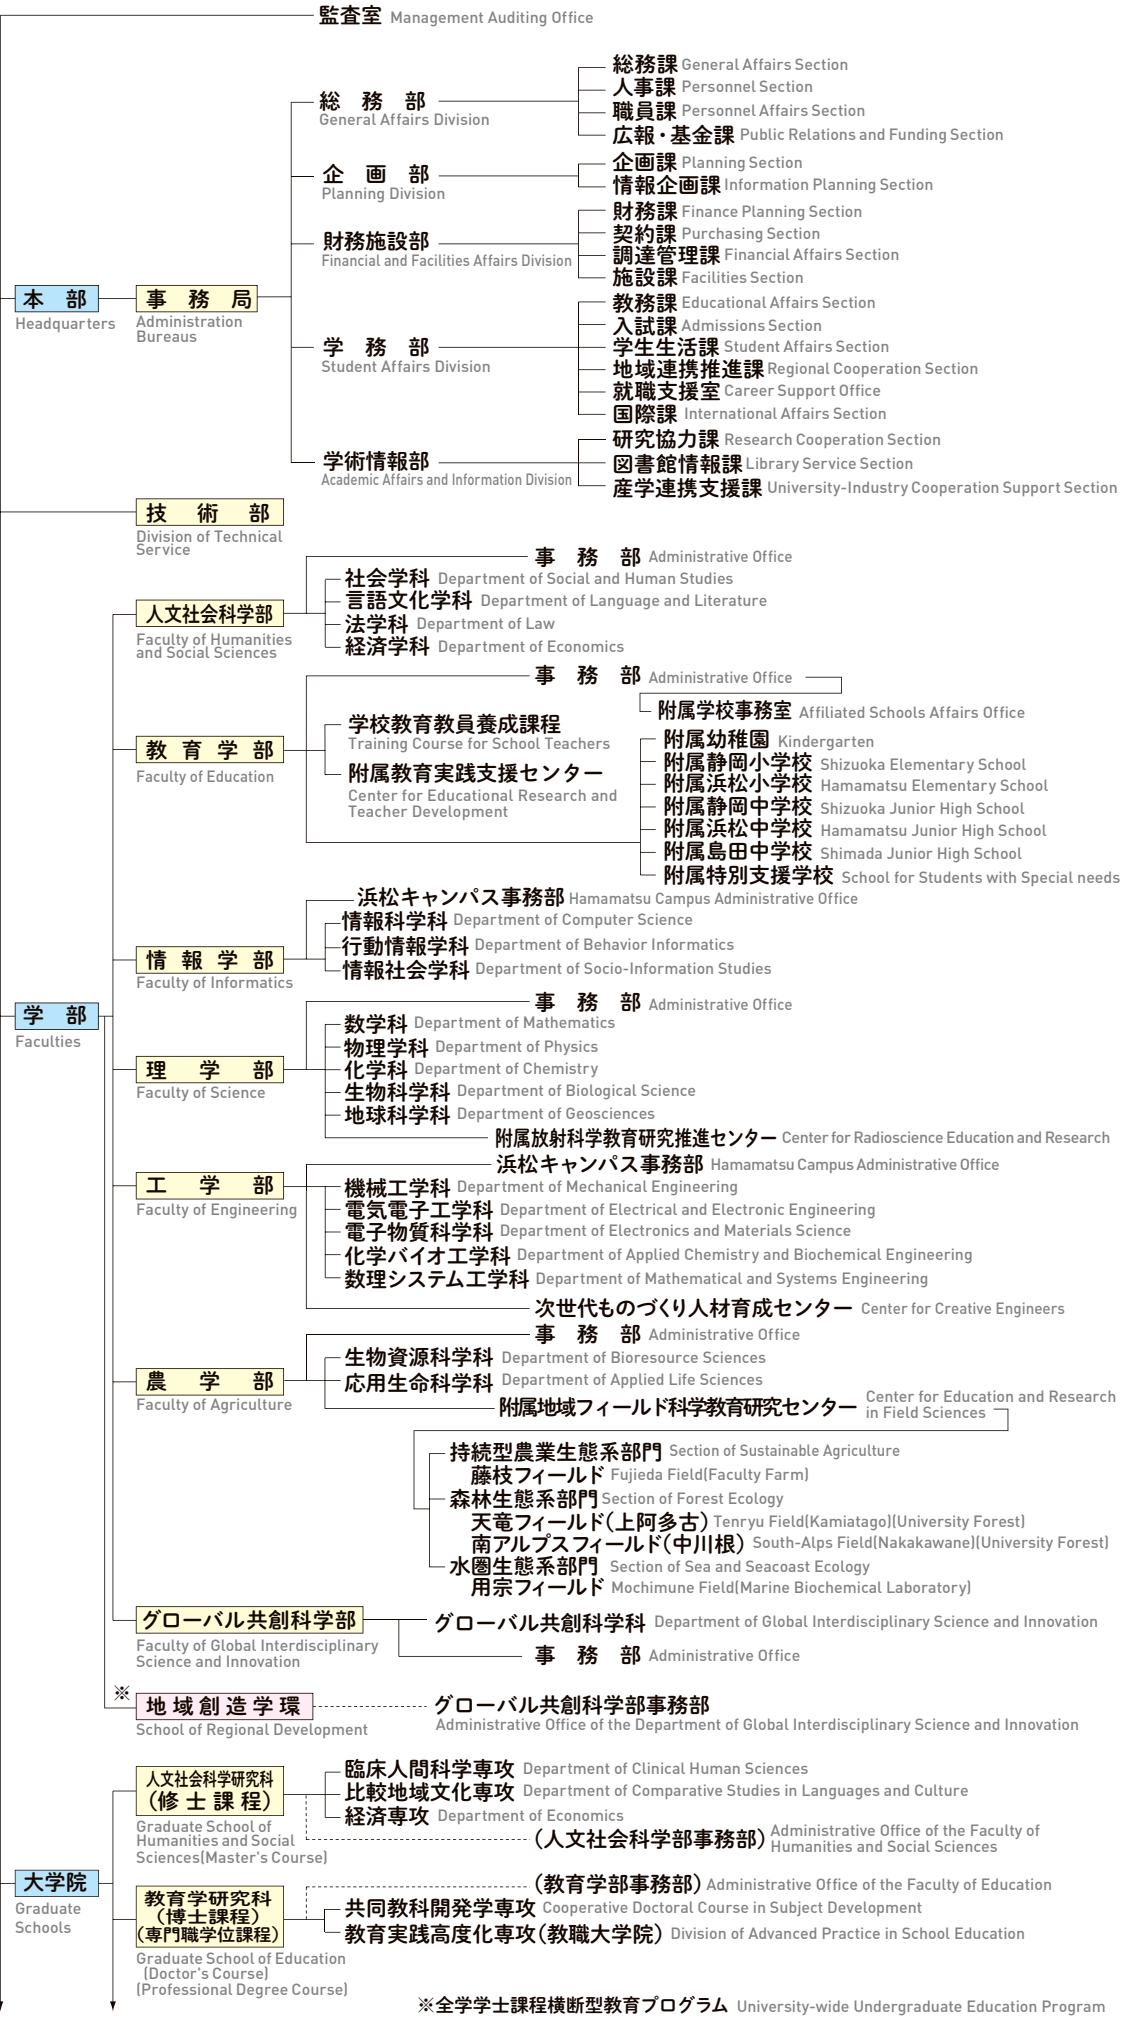 監査室 Management Auditing Office
総務部
General Affairs Division
総務課 General Affairs Section
人事課 Personnel Section
職員課 Personnel Affairs Section
広報・基金課 Public Relations and Funding Section
企画部
Planning Division
企画課 Planning Section
情報企画課 Information Planning Section
財務施設部
Financial and Facilities Affairs Division
財務課 Finance Planning Section
契約課 Purchasing Section
調達管理課 Financial Affairs Section
施設課 Facilities Section
本部
Headquarters
事務局
Administration
Bureaus
学務部
Student Affairs Division
教務課 Educational Affairs Section
入試課 Admissions Section
学生生活課 Student Affairs Section
地域連携推進課 Regional Cooperation Section
就職支援室 Career Support Office
国際課 International Affairs Section
学術情報部
Academic Affairs and Information Division
研究協力課 Research Cooperation Section
図書館情報課 Library Service Section
産学連携支援課 University-Industry Cooperation Support Section
技術部
Division of Technical
Service
人文社会科学部
Faculty of Humanities
and Social Sciences
事務部 Administrative Office
社会学科 Department of Social and Human Studies
言語文化学科 Department of Language and Literature
法学科 Department of Law
経済学科 Department of Economics
教育学部
Faculty of Education
事務部 Administrative Office
附属学校事務室 Affiliated Schools Affairs Office
学校教育教員養成課程
Training Course for School Teachers
附属教育実践支援センター
Center for Educational Research and
Teacher Development
附属幼稚園 Kindergarten
附属静岡小学校 Shizuoka Elementary School
附属浜松小学校 Hamamatsu Elementary School
附属静岡中学校 Shizuoka Junior High School
附属浜松中学校 Hamamatsu Junior High School
附属島田中学校 Shimada Junior High School
附属特別支援学校 School for Students with Special needs
情報学部
Faculty of Informatics
浜松キャンパス事務部 Hamamatsu Campus Administrative Office
情報科学科 Department of Computer Science
行動情報学科 Department of Behavior Informatics
情報社会学科 Department of Socio-Information Studies
学部
Faculties
理学部
Faculty of Science
事務部 Administrative Office
数学科 Department of Mathematics
物理学科 Department of Physics
化学科 Department of Chemistry
生物科学科 Department of Biological Science
地球科学科 Department of Geosciences
附属放射科学教育研究推進センター Center for Radioscience Education and Research
工学部
Faculty of Engineering
浜松キャンパス事務部 Hamamatsu Campus Administrative Office
機械工学科 Department of Mechanical Engineering
電気電子工学科 Department of Electrical and Electronic Engineering
電子物質科学科 Department of Electronics and Materials Science
化学バイオ工学科 Department of Applied Chemistry and Biochemical Engineering
数理システム工学科 Department of Mathematical and Systems Engineering
次世代ものづくり人材育成センター Center for Creative Engineers
農学部
Faculty of Agriculture
事務部 Administrative Office
生物資源科学科 Department of Bioresource Sciences
応用生命科学科 Department of Applied Life Sciences
附属地域フィールド科学教育研究センター Center for Education and Research
in Field Sciences
持続型農業生態系部門 Section of Sustainable Agriculture
藤枝フィールド Fujieda Field(Faculty Farm)
森林生態系部門 Section of Forest Ecology
天竜フィールド(上阿多古) Tenryu Field(Kamiatago)(University Forest)
南アルプスフィールド(中川根) South-Alps Field(Nakakawane)(University Forest)
水圏生態系部門 Section of Sea and Seacoast Ecology
用宗フィールド Mochimune Field(Marine Biochemical Laboratory)
グローバル共創科学部
Faculty of Global Interdisciplinary
Science and Innovation
グローバル共創科学科 Department of Global Interdisciplinary Science and Innovation
事務部 Administrative Office
※
地域創造学環
School of Regional Development
グローバル共創科学部事務部
Administrative Office of the Department of Global Interdisciplinary Science and Innovation
人文社会科学研究科
(修士課程)
Graduate School of
Humanities and Social
Sciences(Master's Course)
臨床人間科学専攻 Department of Clinical Human Sciences
比較地域文化専攻 Department of Comparative Studies in Languages and Culture
経済専攻 Department of Economics
(人文社会科学部事務部) Administrative Office of the Faculty of
Humanities and Social Sciences
大学院
Graduate
Schools
教育学研究科
(博士課程)
(専門職学位課程)
Graduate School of Education
(Doctor's Course)
(Professional Degree Course)
(教育学部事務部) Administrative Office of the Faculty of Education
共同教科開発学専攻 Cooperative Doctoral Course in Subject Development
教育実践高度化専攻(教職大学院) Division of Advanced Practice in School Education
※全学学士課程横断型教育プログラム University-wide Undergraduate Education Program